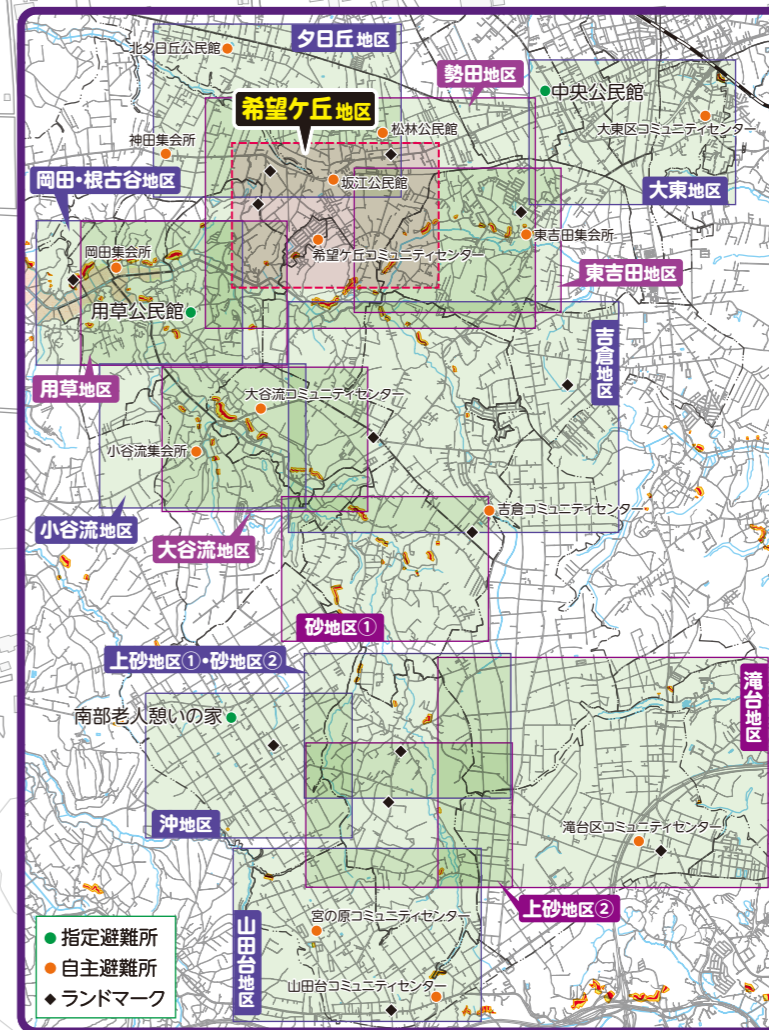 夕日丘地区
北夕日丘公民館
勢田地区
中央公民館
希望ケ丘地区
大東区コミュニティセンター
松林公民館
神田集会所
坂江公民館
岡田・根古谷地区
大東地区
東吉田集会所
希望ケ丘コミュニティセンター
岡田集会所
東吉田地区
用草公民館
吉倉地区
用草地区
大谷流コミュニティセンター
小谷流集会所
吉倉コミュニティセンター
小谷流地区
大谷流地区
砂地区①
上砂地区①・砂地区②
滝台地区
南部老人憩いの家
沖地区
滝台区コミュニティセンター
上砂地区②
宮の原コミュニティセンター
山田台地区
山田台コミュニティセンター
指定避難所
自主避難所
ランドマーク